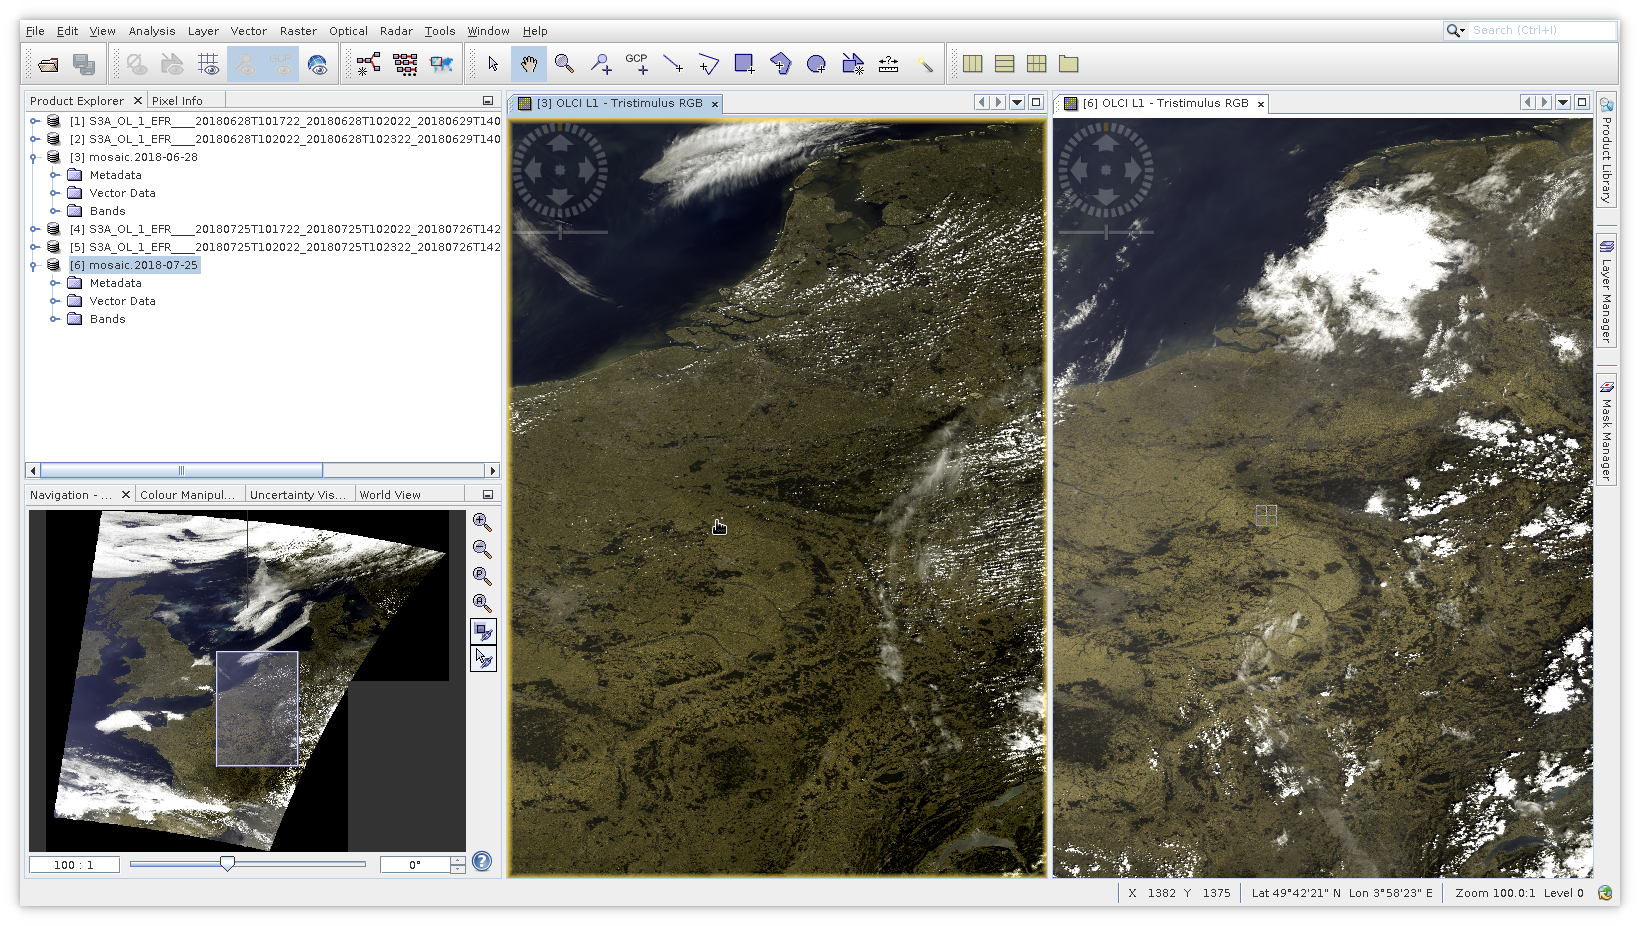 File Edit View Analysis Layer Vector Raster Optical Radar Tools Window Help
Search (Ctrl+I)
GCP GCP
Product Explorer Pixel Info
[1] S3A_OL_1_EFR____20180628T101722_20180628T102022_20180629T140
[2] S3A_OL_1_EFR____20180628T102022_20180628T102322_20180629T140
[3] mosaic.2018-06-28
Metadata
Vector Data
Bands
[4] S3A_OL_1_EFR____20180725T101722_20180725T102022_20180726T142
[5] S3A_OL_1_EFR____20180725T102022_20180725T102322_20180726T142
[6] mosaic.2018-07-25
Metadata
Vector Data
Bands
Navigation - ... Colour Manipul... Uncertainty Vis... World View
100 : 1
0°
[3] OLCI L1 - Tristimulus RGB
[6] OLCI L1 - Tristimulus RGB
Product Library
Layer Manager
Mask Manager
X 1382 Y 1375 Lat 49°42'21" N Lon 3°58'23" E Zoom 100.0:1 Level 0